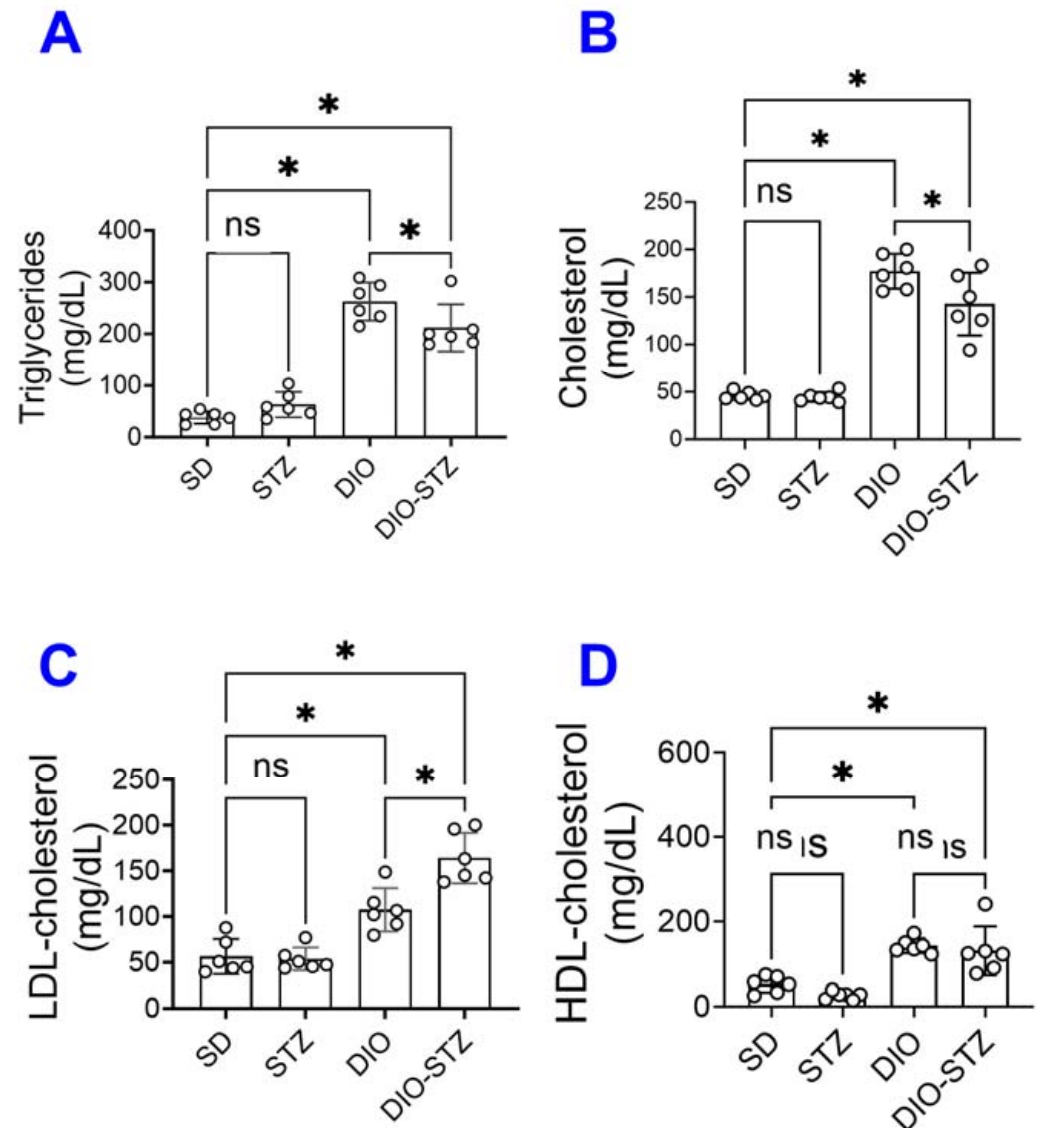 A
*
*
ns
*
Triglycerides
(mg/dL)
400
300
200
100
0
SD
STZ
DIO
DIO-STZ
B
*
*
ns
*
Cholesterol
(mg/dL)
250
200
150
100
50
0
SD
STZ
DIO
DIO-STZ
C
*
*
ns
*
LDL-cholesterol
(mg/dL)
250
200
150
100
50
0
SD
STZ
DIO
DIO-STZ
D
*
*
ns
ns
HDL-cholesterol
(mg/dL)
600
400
200
0
SD
STZ
DIO
DIO-STZ